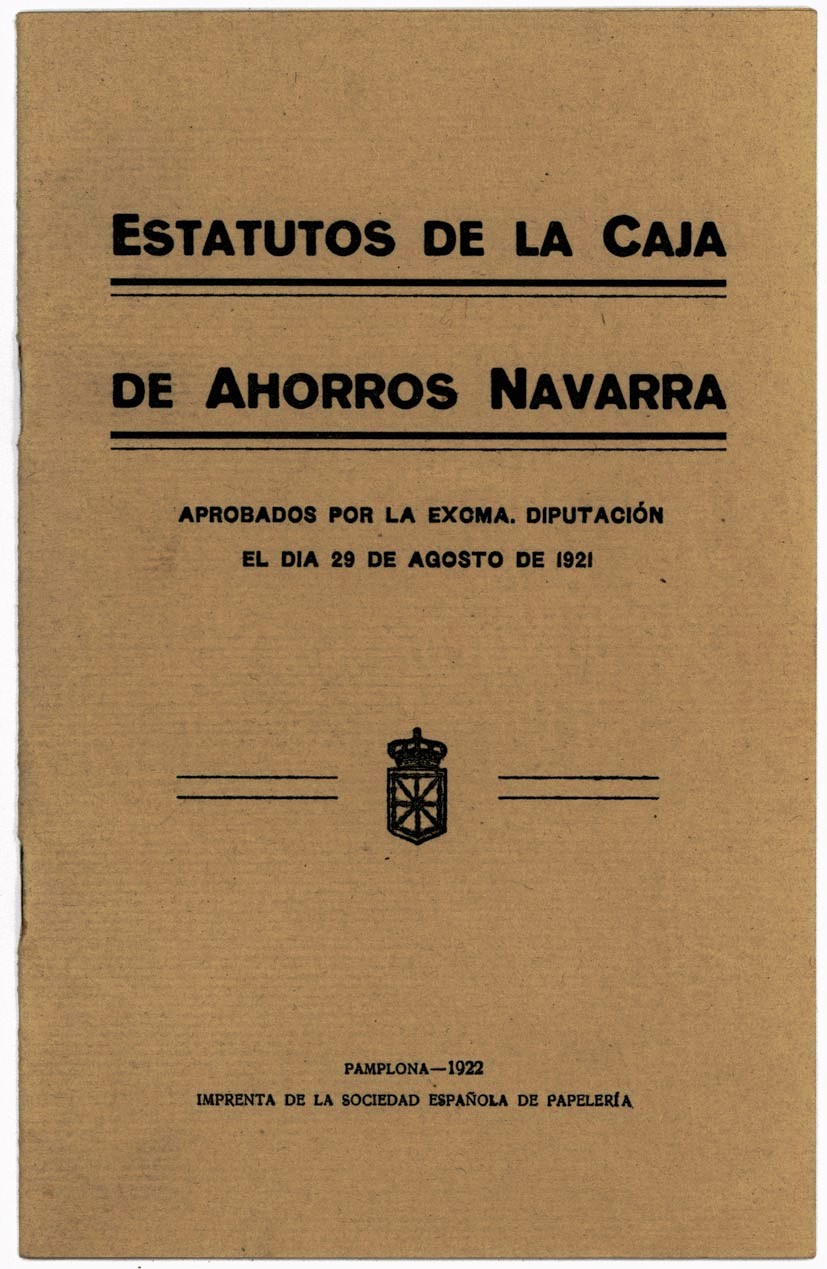 ESTATUTOS DE LA CAJA
DE AHORROS NAVARRA
APROBADOS POR LA EXCMA. DIPUTACIÓN
EL DIA 29 DE AGOSTO DE 1921
PAMPLONA—1922
IMPRENTA DE LA SOCIEDAD ESPAÑOLA DE PAPELERÍA